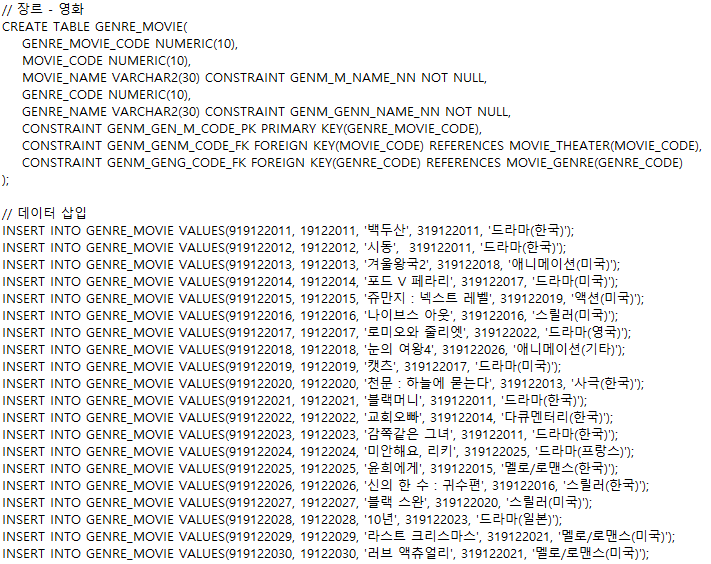 // 장르 - 영화
CREATE TABLE GENRE_MOVIE(
GENRE_MOVIE_CODE NUMERIC(10),
MOVIE_CODE NUMERIC(10),
MOVIE_NAME VARCHAR2(30) CONSTRAINT GENM_M_NAME_NN NOT NULL,
GENRE_CODE NUMERIC(10),
GENRE_NAME VARCHAR2(30) CONSTRAINT GENM_GENN_NAME_NN NOT NULL,
CONSTRAINT GENM_GEN_M_CODE_PK PRIMARY KEY(GENRE_MOVIE_CODE),
CONSTRAINT GENM_GENM_CODE_FK FOREIGN KEY(MOVIE_CODE) REFERENCES MOVIE_THEATER(MOVIE_CODE),
CONSTRAINT GENM_GENG_CODE_FK FOREIGN KEY(GENRE_CODE) REFERENCES MOVIE_GENRE(GENRE_CODE)
);

// 데이터 삽입
INSERT INTO GENRE_MOVIE VALUES(919122011, 19122011, '백두산', 319122011, '드라마(한국)');
INSERT INTO GENRE_MOVIE VALUES(919122012, 19122012, '시동',  319122011, '드라마(한국)');
INSERT INTO GENRE_MOVIE VALUES(919122013, 19122013, '겨울왕국2', 319122018, '애니메이션(미국)');
INSERT INTO GENRE_MOVIE VALUES(919122014, 19122014, '포드 V 페라리', 319122017, '드라마(미국)');
INSERT INTO GENRE_MOVIE VALUES(919122015, 19122015, '쥬만지 : 넥스트 레벨', 319122019, '액션(미국)');
INSERT INTO GENRE_MOVIE VALUES(919122016, 19122016, '나이브스 아웃', 319122016, '스릴러(미국)');
INSERT INTO GENRE_MOVIE VALUES(919122017, 19122017, '로미오와 줄리엣', 319122022, '드라마(영국)');
INSERT INTO GENRE_MOVIE VALUES(919122018, 19122018, '눈의 여왕4', 319122026, '애니메이션(기타)');
INSERT INTO GENRE_MOVIE VALUES(919122019, 19122019, '캣츠', 319122017, '드라마(미국)');
INSERT INTO GENRE_MOVIE VALUES(919122020, 19122020, '천문 : 하늘에 묻는다', 319122013, '사극(한국)');
INSERT INTO GENRE_MOVIE VALUES(919122021, 19122021, '블랙머니', 319122011, '드라마(한국)');
INSERT INTO GENRE_MOVIE VALUES(919122022, 19122022, '교회오빠', 319122014, '다큐멘터리(한국)');
INSERT INTO GENRE_MOVIE VALUES(919122023, 19122023, '감쪽같은 그녀', 319122011, '드라마(한국)');
INSERT INTO GENRE_MOVIE VALUES(919122024, 19122024, '미안해요, 리키', 319122025, '드라마(프랑스)');
INSERT INTO GENRE_MOVIE VALUES(919122025, 19122025, '윤희에게', 319122015, '멜로/로맨스(한국)');
INSERT INTO GENRE_MOVIE VALUES(919122026, 19122026, '신의 한 수 : 귀수편', 319122016, '스릴러(한국)');
INSERT INTO GENRE_MOVIE VALUES(919122027, 19122027, '블랙 스완', 319122020, '스릴러(미국)');
INSERT INTO GENRE_MOVIE VALUES(919122028, 19122028, '10년', 319122023, '드라마(일본)');
INSERT INTO GENRE_MOVIE VALUES(919122029, 19122029, '라스트 크리스마스', 319122021, '멜로/로맨스(미국)');
INSERT INTO GENRE_MOVIE VALUES(919122030, 19122030, '러브 액츄얼리', 319122021, '멜로/로맨스(미국)');